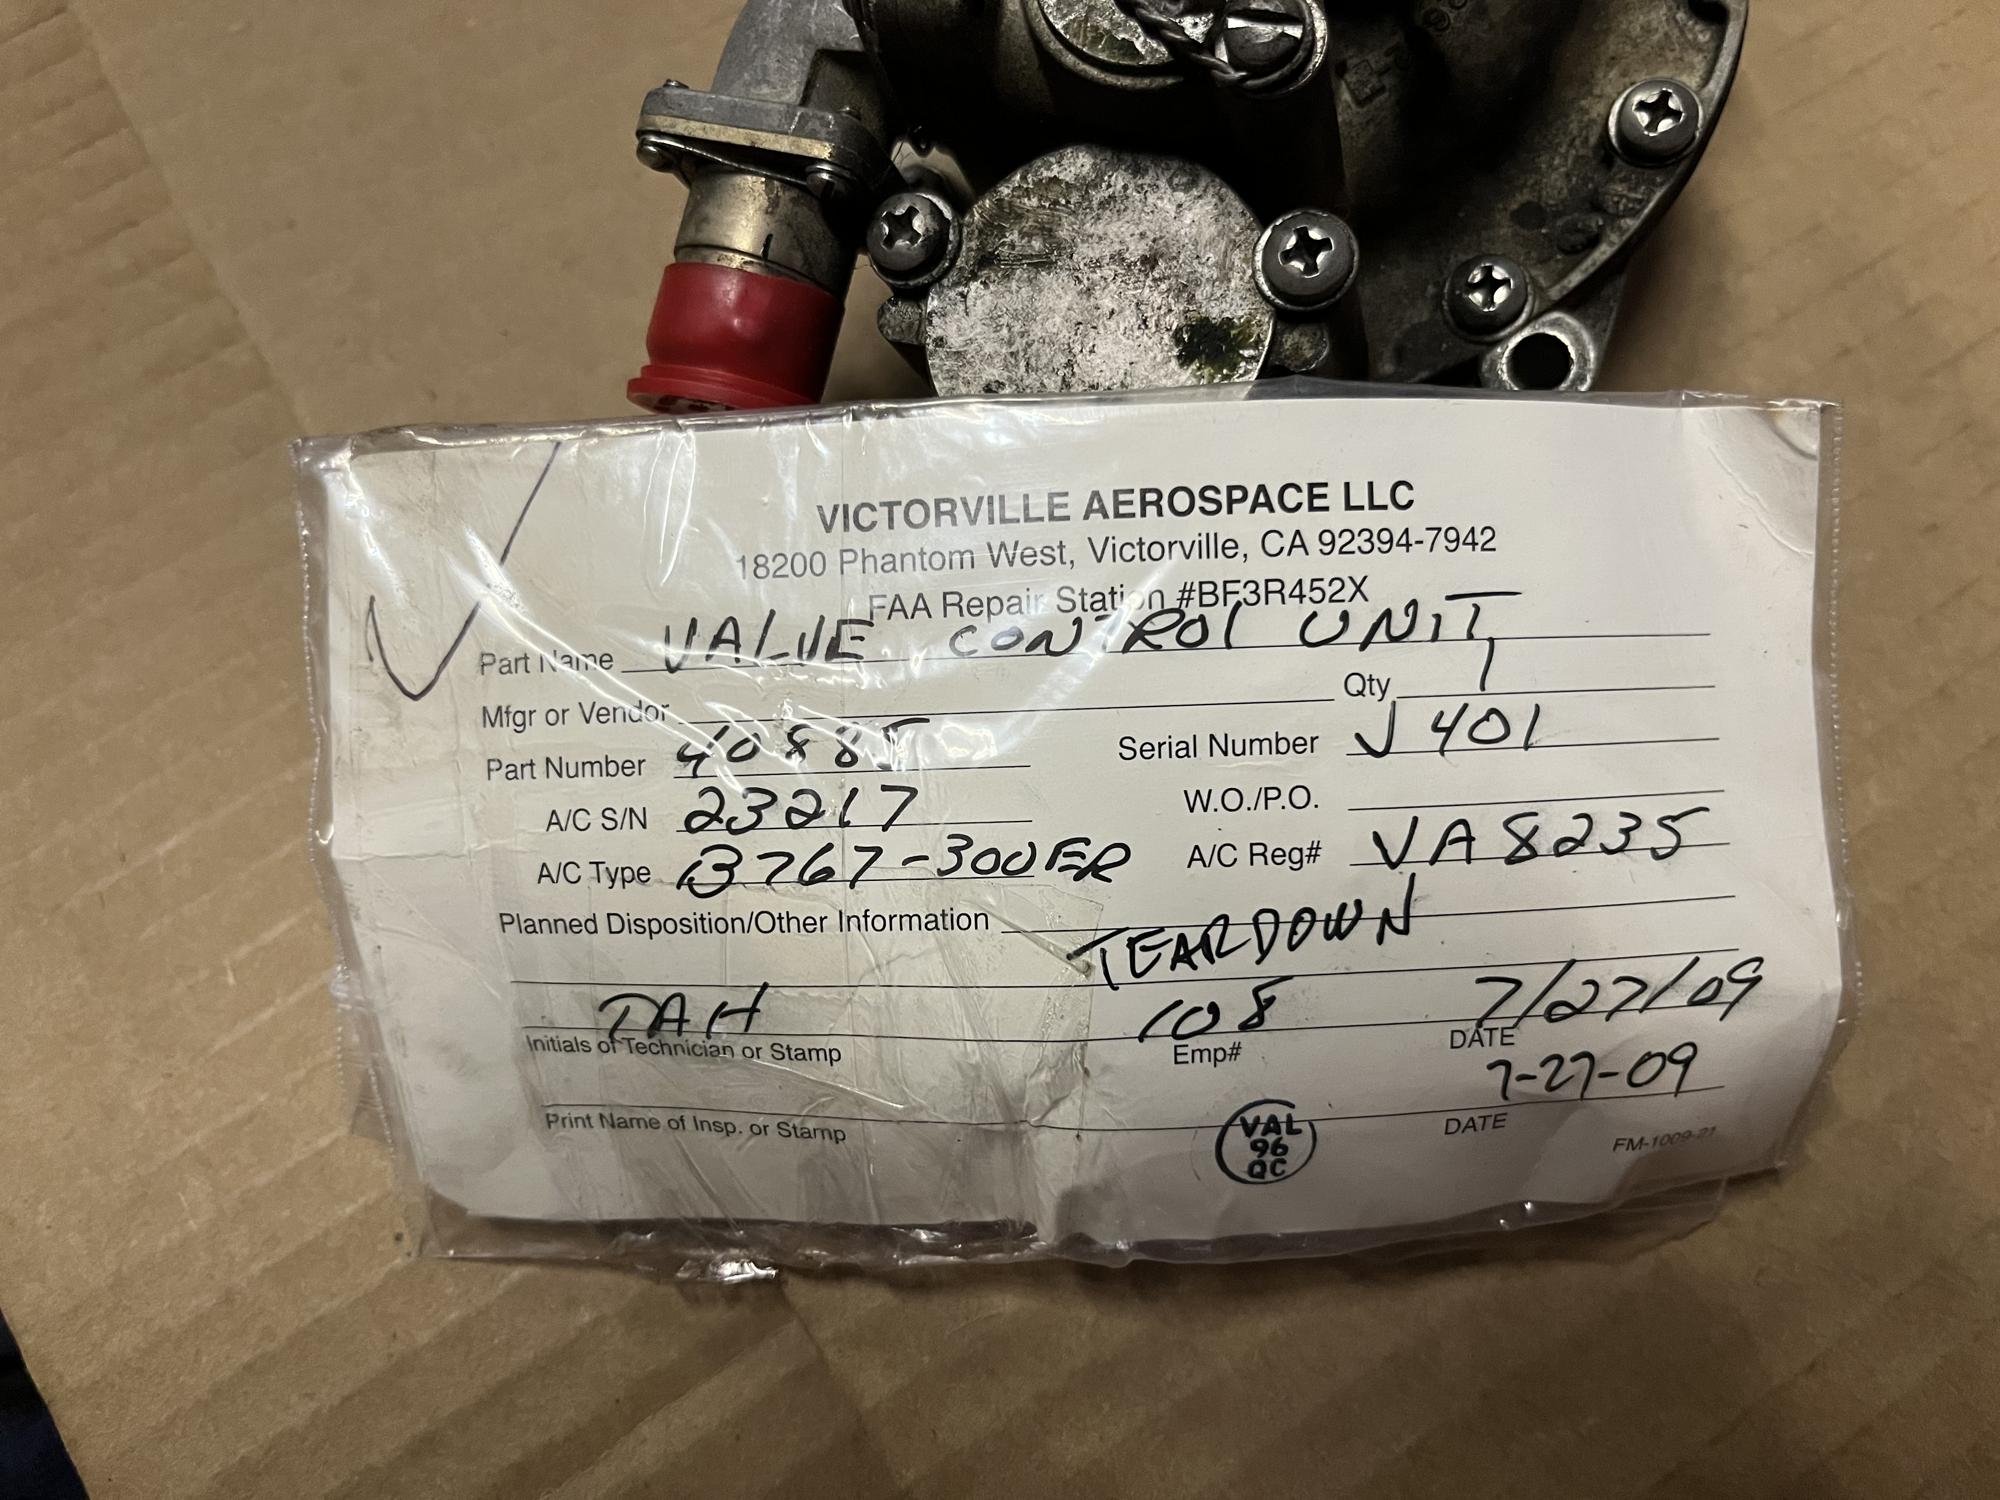 VICTORVILLE AEROSPACE LLC
18200 Phantom West, Victorville, CA 92394-7942
FAA Repair Station #BF3R452X
Part Name VALVE CONTROL UNIT
Mfgr or Vendor Qty 1
Part Number 40885 Serial Number J401
A/C S/N 23217 W.O./P.O.
A/C Type B767-300ER A/C Reg# VA8235
Planned Disposition/Other Information TEARDOWN
DAH 108 7/27/09
Initials of Technician or Stamp Emp# DATE
7-27-09
Print Name of Insp. or Stamp DATE
VAL
96
QC
FM-1009-21